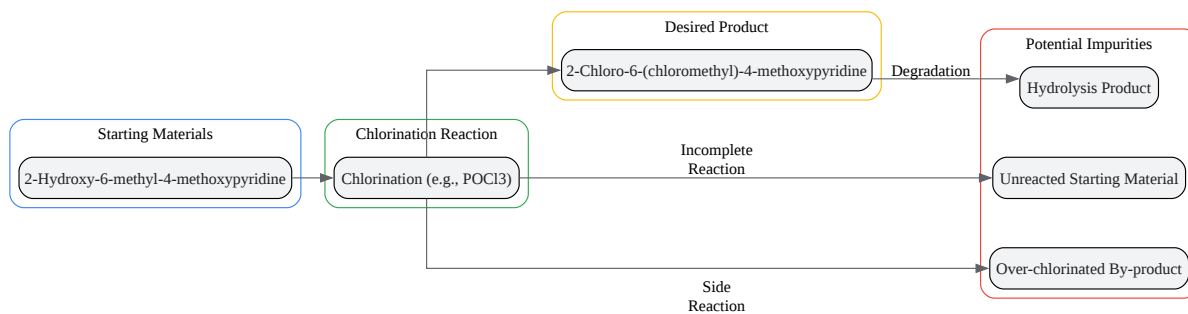 Desired Product
2-Chloro-6-(chloromethyl)-4-methoxypyridine
Degradation
Potential Impurities
Hydrolysis Product
Starting Materials
2-Hydroxy-6-methyl-4-methoxypyridine
Chlorination Reaction
Chlorination (e.g., POCl3)
Incomplete
Reaction
Unreacted Starting Material
Over-chlorinated By-product
Side
Reaction